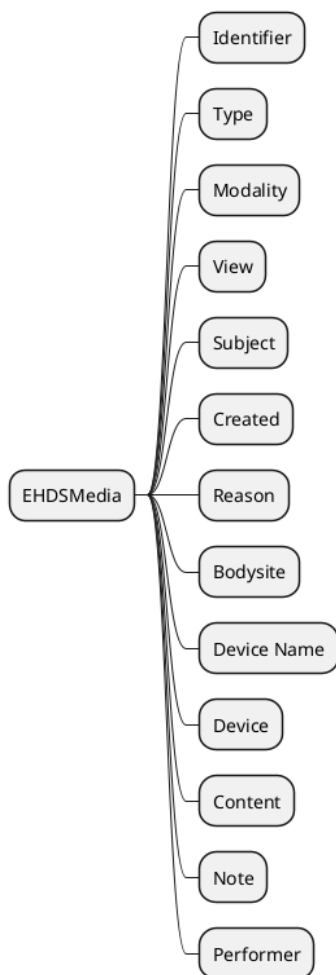 Identifier
Type
Modality
View
Subject
Created
EHDSMedia
Reason
Bodysite
Device Name
Device
Content
Note
Performer